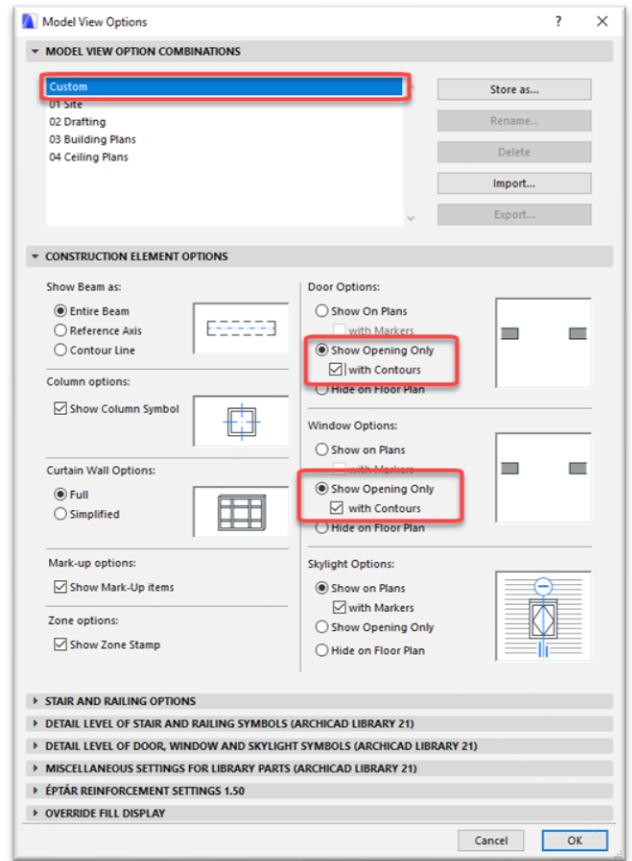 Model View Options
? ×
MODEL VIEW OPTION COMBINATIONS
Custom
01 Site
02 Drafting
03 Building Plans
04 Ceiling Plans
Store as...
Rename...
Delete
Import...
Export...
CONSTRUCTION ELEMENT OPTIONS
Show Beam as:
Entire Beam
Reference Axis
Contour Line
Column options:
Show Column Symbol
Curtain Wall Options:
Full
Simplified
Mark-up options:
Show Mark-Up items
Zone options:
Show Zone Stamp
Door Options:
Show On Plans
with Markers
Show Opening Only
with Contours
Hide on Floor Plan
Window Options:
Show on Plans
with Markers
Show Opening Only
with Contours
Hide on Floor Plan
Skylight Options:
Show on Plans
with Markers
Show Opening Only
Hide on Floor Plan
STAIR AND RAILING OPTIONS
DETAIL LEVEL OF STAIR AND RAILING SYMBOLS (ARCHICAD LIBRARY 21)
DETAIL LEVEL OF DOOR, WINDOW AND SKYLIGHT SYMBOLS (ARCHICAD LIBRARY 21)
MISCELLANEOUS SETTINGS FOR LIBRARY PARTS (ARCHICAD LIBRARY 21)
ÉPTÁR REINFORCEMENT SETTINGS 1.50
OVERRIDE FILL DISPLAY
Cancel
OK